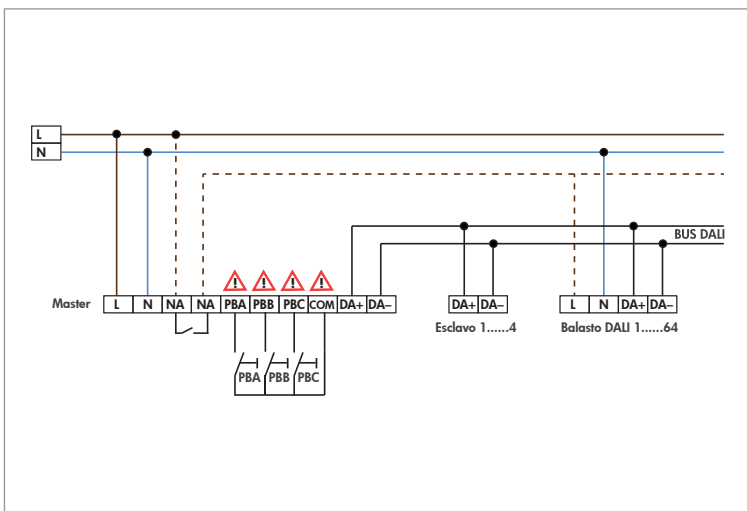 L
N
BUS DALI
! ! ! !
Master L N NA NA PBA PBB PBC COM DA+ DA– DA+ DA– L N DA+ DA–
Esclavo 1......4 Balasto DALI 1......64
PBA PBB PBC